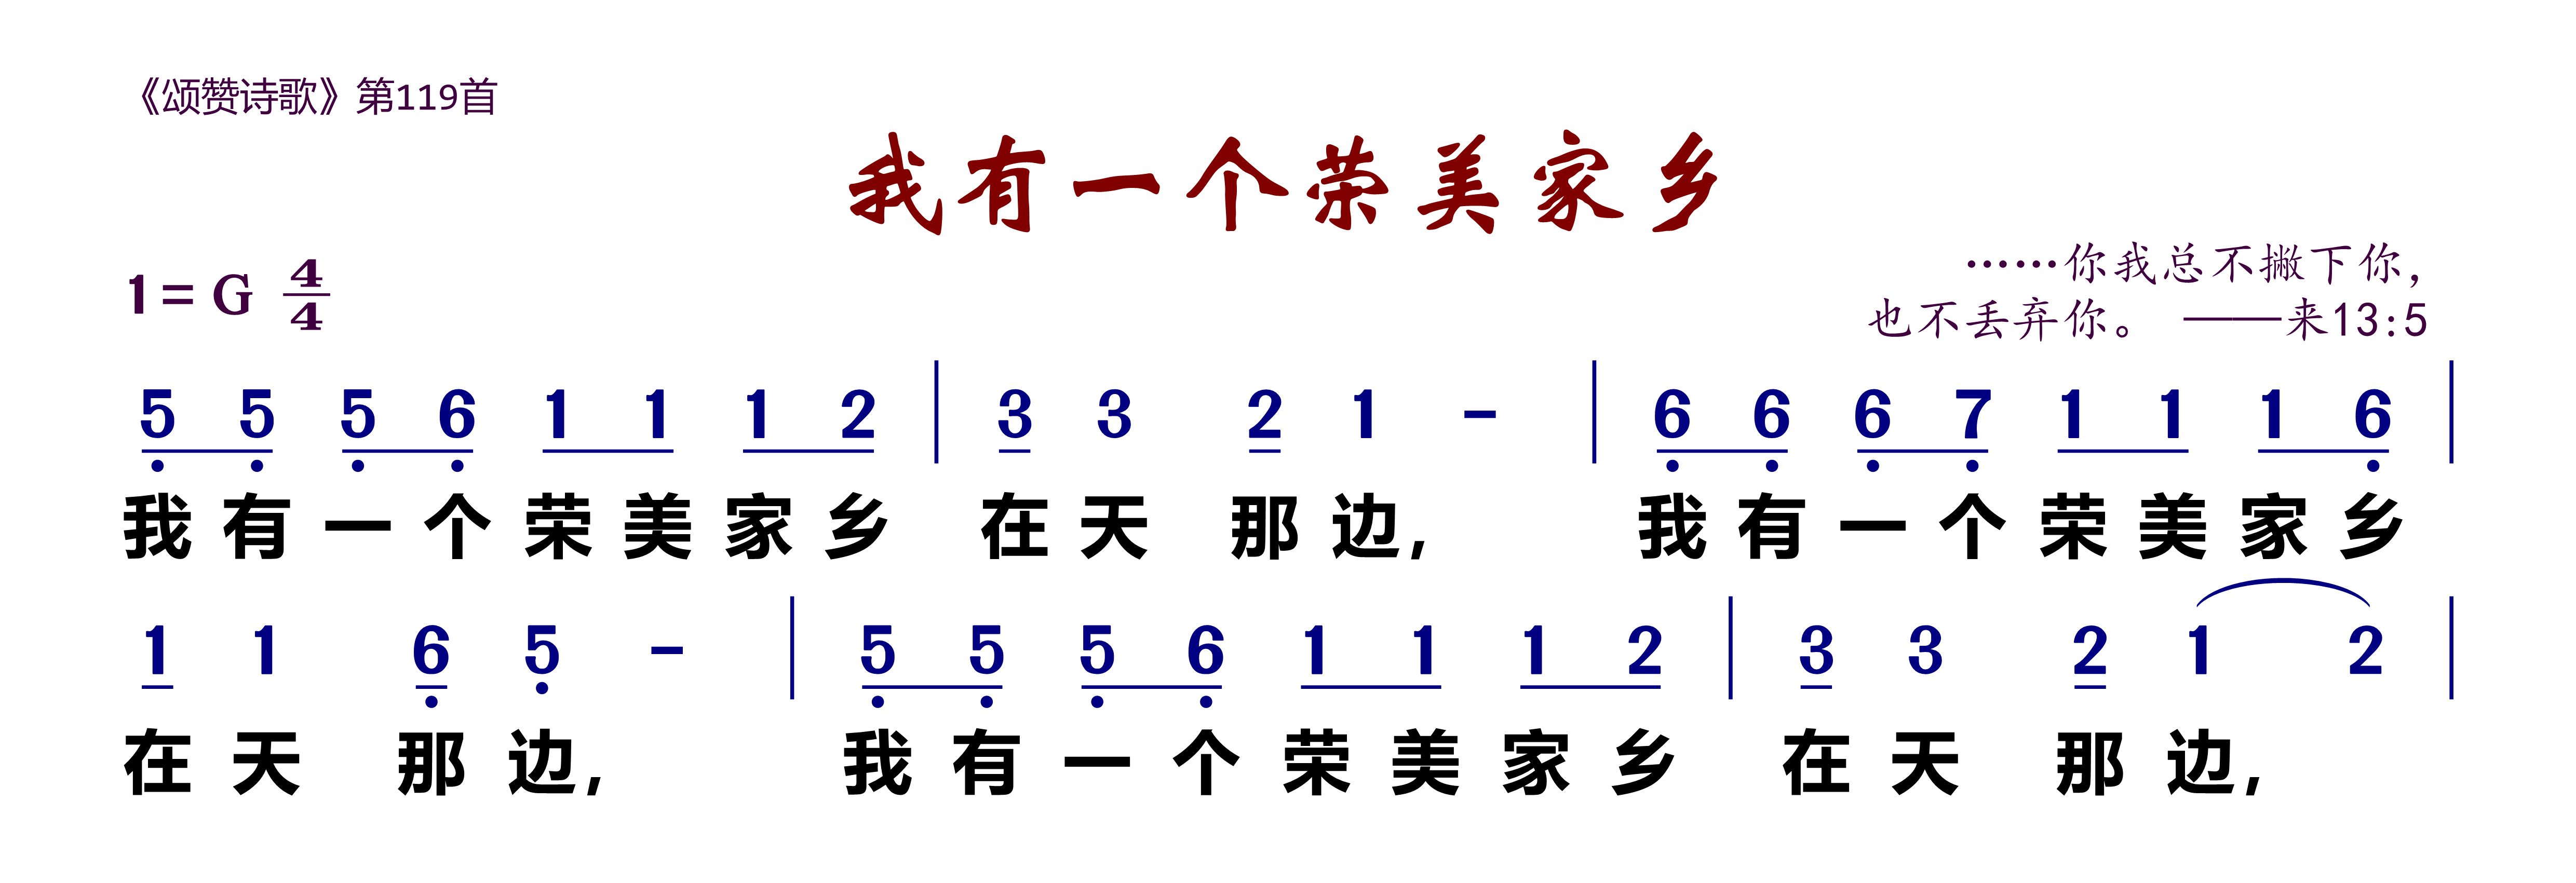 《颂赞诗歌》第119首
我有一个荣美家乡
1= G 4/4
……你我总不撇下你,
也不丢弃你。 ——来13:5
5 5 5 6 1 1 1 2 | 3 3 2 1 - | 6 6 6 7 1 1 1 6 |
我有一个荣美家乡 在天那边, 我有一个荣美家乡
1 1 6 5 - | 5 5 5 6 1 1 1 2 | 3 3 2 1 2 |
在天那边, 我有一个荣美家乡 在天那边,